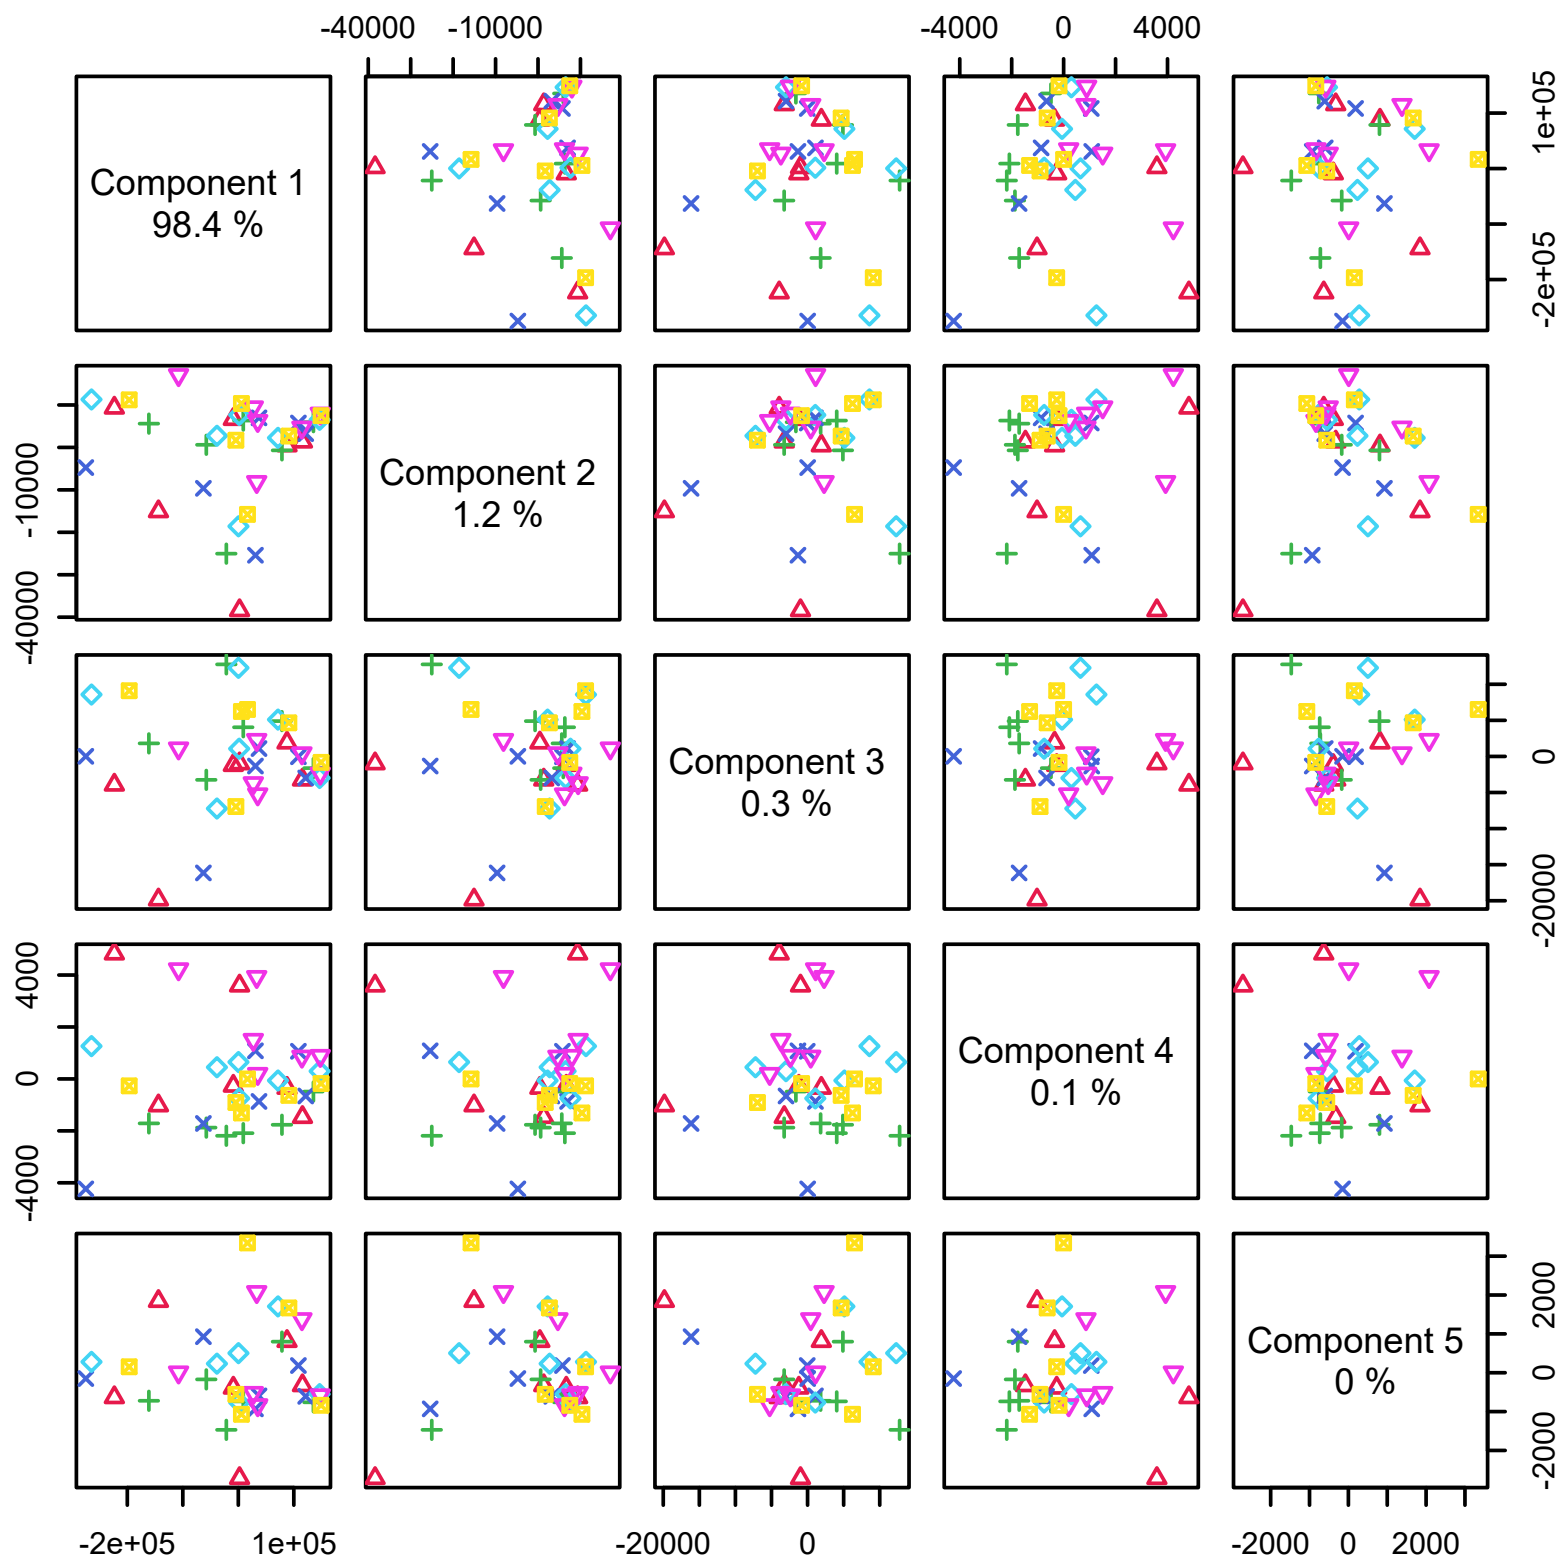 -40000 -10000 -4000 0 4000
Component 1
98.4 %
-2e+05 1e+05
-40000 -10000
Component 2
1.2 %
Component 3
0.3 %
-20000 0
-4000 0 4000
Component 4
0.1 %
Component 5
0 %
-2000 0 2000
-2e+05 1e+05 -20000 0 -2000 0 2000